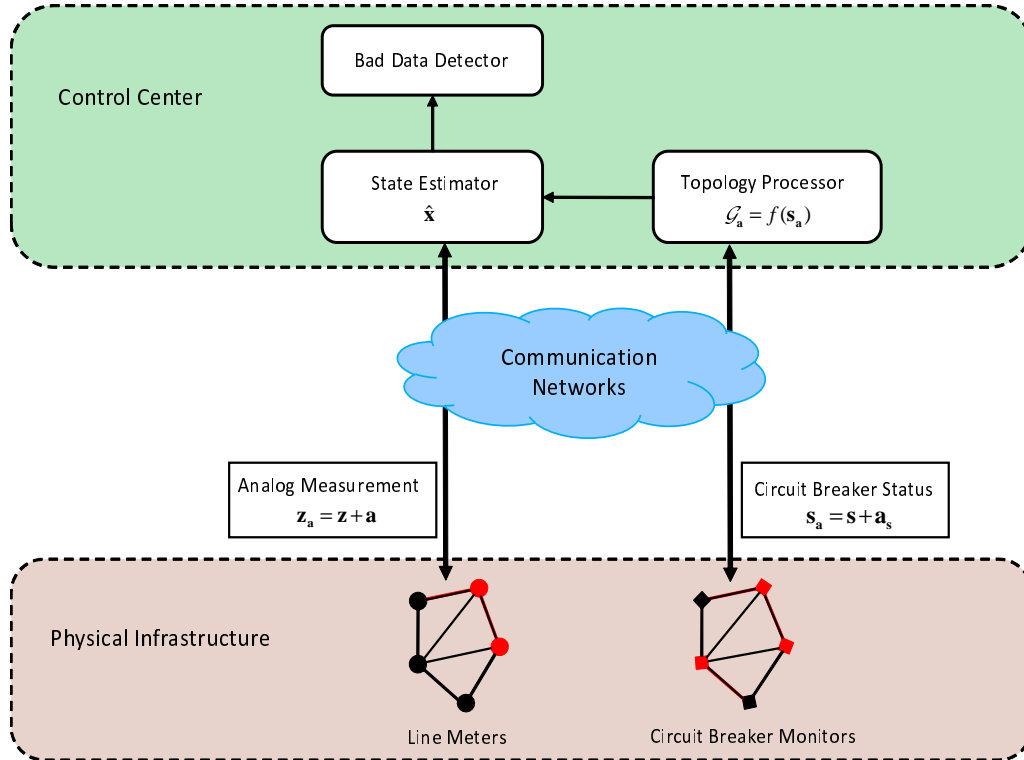 Bad Data Detector
Control Center
State Estimator
x̂
Topology Processor
𝒢ₐ = f(sₐ)
Communication
Networks
Analog Measurement
zₐ = z + a
Circuit Breaker Status
sₐ = s + aₛ
Physical Infrastructure
Line Meters
Circuit Breaker Monitors